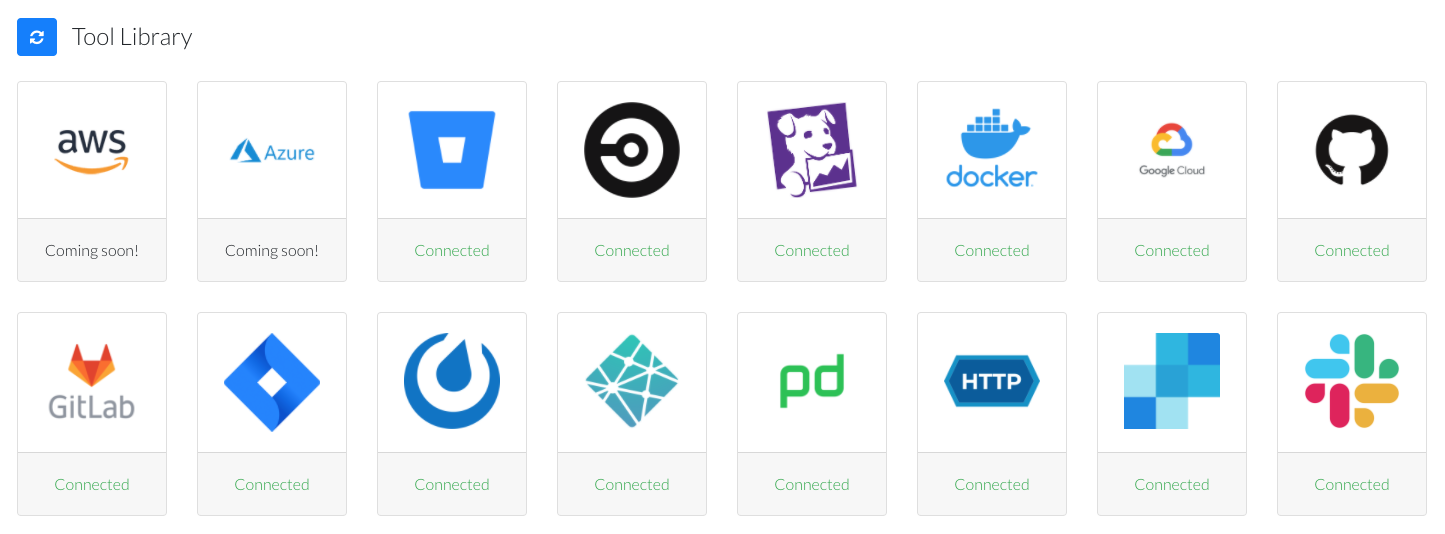 Tool Library
aws
Azure
docker
Google Cloud
Coming soon!
Coming soon!
Connected
Connected
Connected
Connected
Connected
Connected
GitLab
pd
HTTP
Connected
Connected
Connected
Connected
Connected
Connected
Connected
Connected